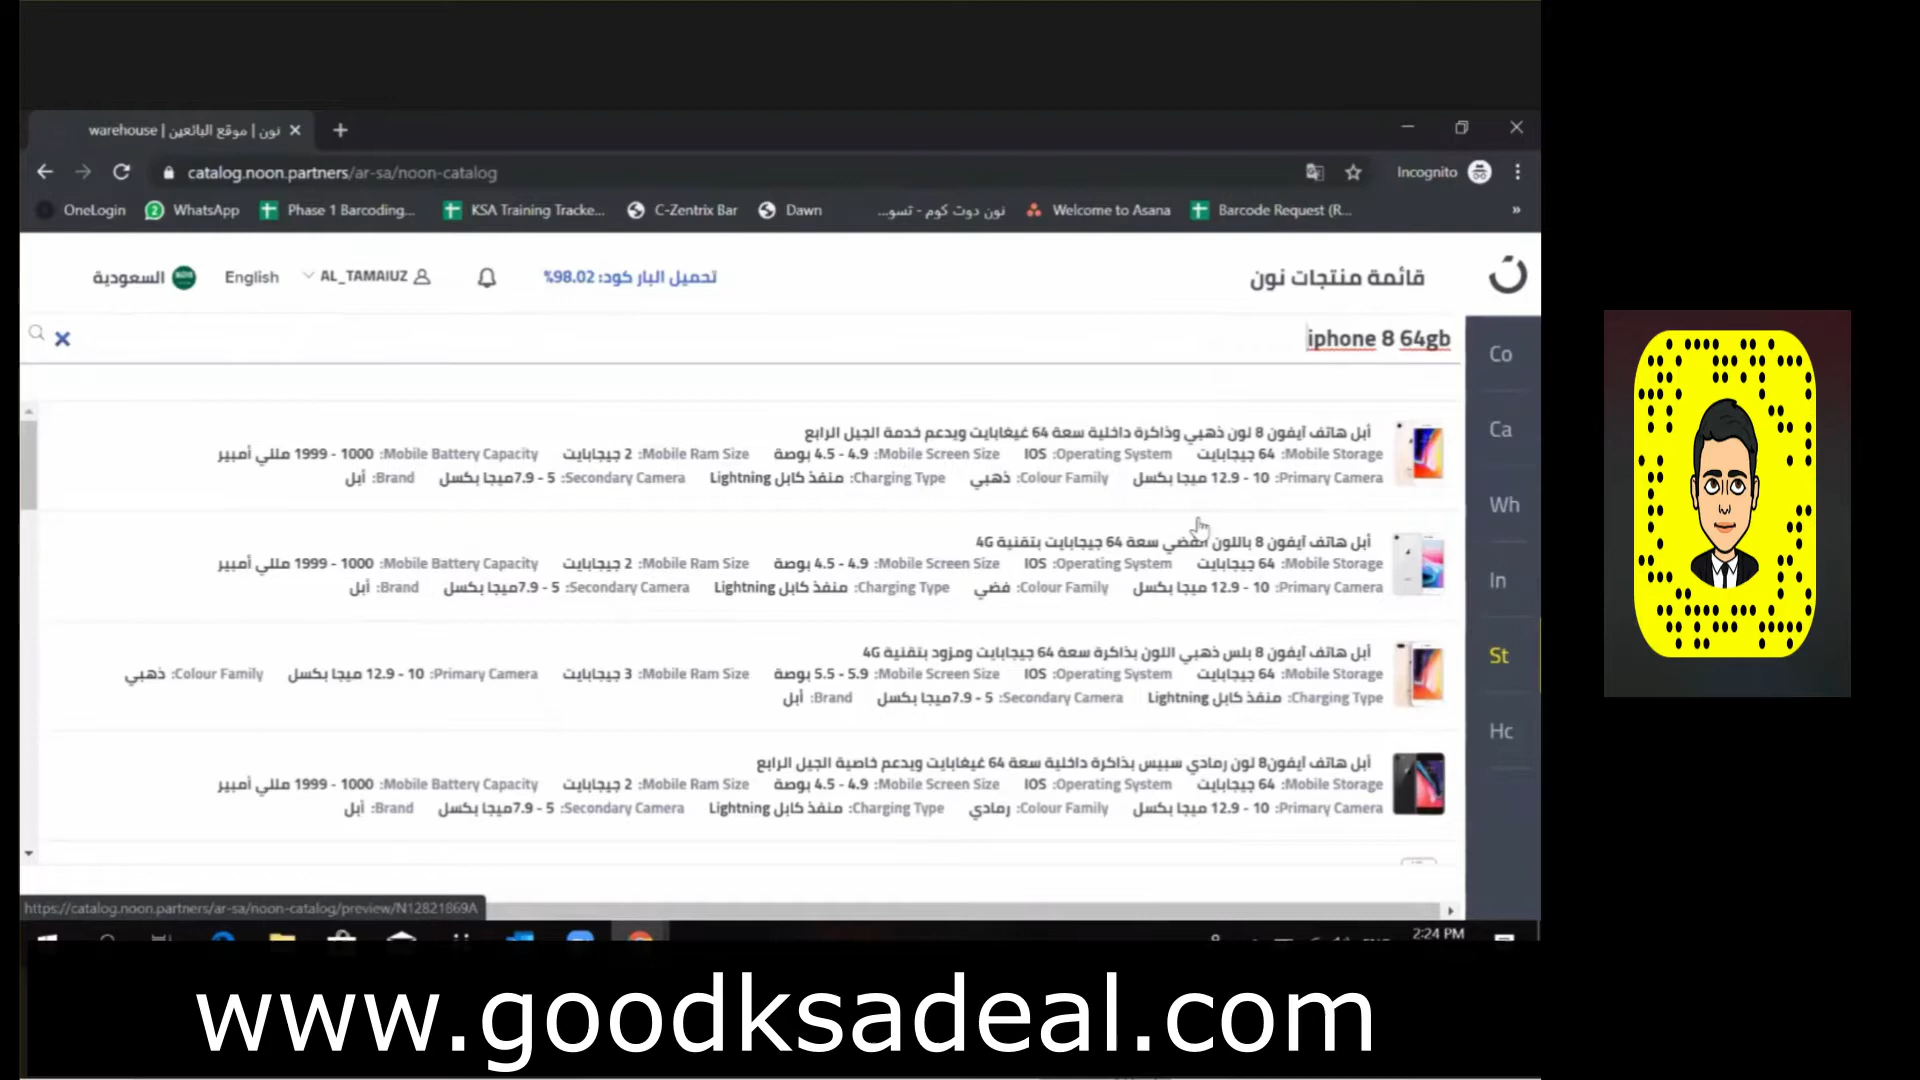 نون | موقع البائعين | warehouse
catalog.noon.partners/ar-sa/noon-catalog
Incognito
OneLogin
WhatsApp
Phase 1 Barcoding...
KSA Training Tracke...
C-Zentrix Bar
Dawn
نون دوت كوم - تسو...
Welcome to Asana
Barcode Request (R...
»
قائمة منتجات نون
تحميل البار كود: 98.02%
AL_TAMAIUZ
English
السعودية
iphone 8 64gb
Co
Ca
Wh
In
St
Hc
أبل هاتف آيفون 8 لون ذهبي وذاكرة داخلية سعة 64 غيغابايت ويدعم خدمة الجيل الرابع
Mobile Storage: 64 جيجابايت Operating System: IOS Mobile Screen Size: 4.5 - 4.9 بوصة Mobile Ram Size: 2 جيجابايت Mobile Battery Capacity: 1000 - 1999 مللي أمبير
Primary Camera: 10 - 12.9 ميجا بكسل Colour Family: ذهبي Charging Type: منفذ كابل Lightning Secondary Camera: 5 - 7.9ميجا بكسل Brand: أبل
أبل هاتف آيفون 8 باللون الفضي سعة 64 جيجابايت بتقنية 4G
Mobile Storage: 64 جيجابايت Operating System: IOS Mobile Screen Size: 4.5 - 4.9 بوصة Mobile Ram Size: 2 جيجابايت Mobile Battery Capacity: 1000 - 1999 مللي أمبير
Primary Camera: 10 - 12.9 ميجا بكسل Colour Family: فضي Charging Type: منفذ كابل Lightning Secondary Camera: 5 - 7.9ميجا بكسل Brand: أبل
أبل هاتف آيفون 8 بلس ذهبي اللون بذاكرة سعة 64 جيجابايت ومزود بتقنية 4G
Mobile Storage: 64 جيجابايت Operating System: IOS Mobile Screen Size: 5.5 - 5.9 بوصة Mobile Ram Size: 3 جيجابايت Primary Camera: 10 - 12.9 ميجا بكسل Colour Family: ذهبي
Charging Type: منفذ كابل Lightning Secondary Camera: 5 - 7.9ميجا بكسل Brand: أبل
أبل هاتف آيفون8 لون رمادي سبيس بذاكرة داخلية سعة 64 غيغابايت ويدعم خاصية الجيل الرابع
Mobile Storage: 64 جيجابايت Operating System: IOS Mobile Screen Size: 4.5 - 4.9 بوصة Mobile Ram Size: 2 جيجابايت Mobile Battery Capacity: 1000 - 1999 مللي أمبير
Primary Camera: 10 - 12.9 ميجا بكسل Colour Family: رمادي Charging Type: منفذ كابل Lightning Secondary Camera: 5 - 7.9ميجا بكسل Brand: أبل
https://catalog.noon.partners/ar-sa/noon-catalog/preview/N12821869A
2:24 PM
www.goodksadeal.com